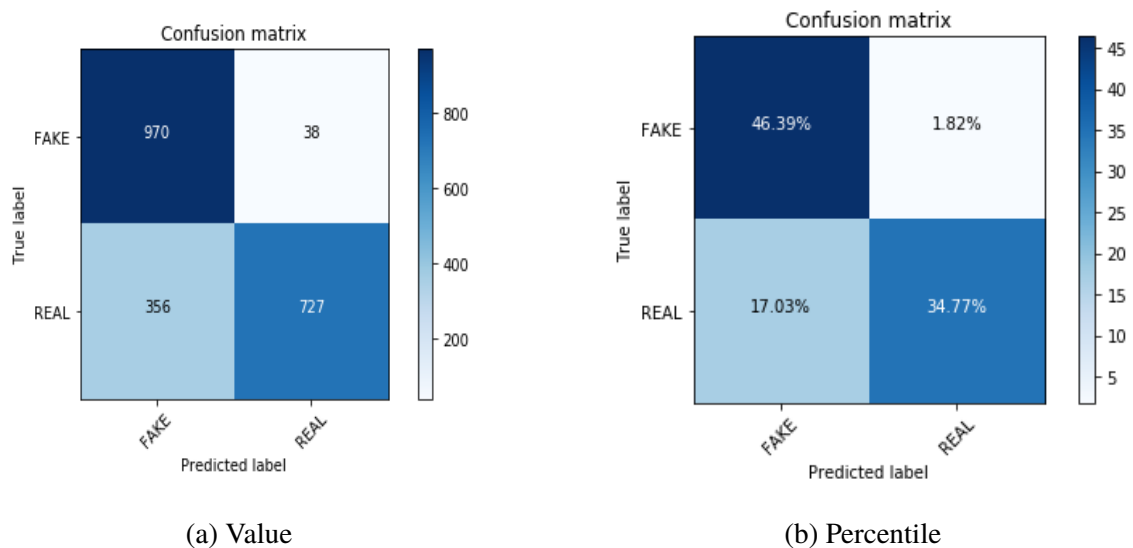 Confusion matrix
FAKE
REAL
True label
970
38
356
727
FAKE
REAL
Predicted label
800
600
400
200
(a) Value
Confusion matrix
FAKE
REAL
True label
46.39%
1.82%
17.03%
34.77%
FAKE
REAL
Predicted label
45
40
35
30
25
20
15
10
5
(b) Percentile